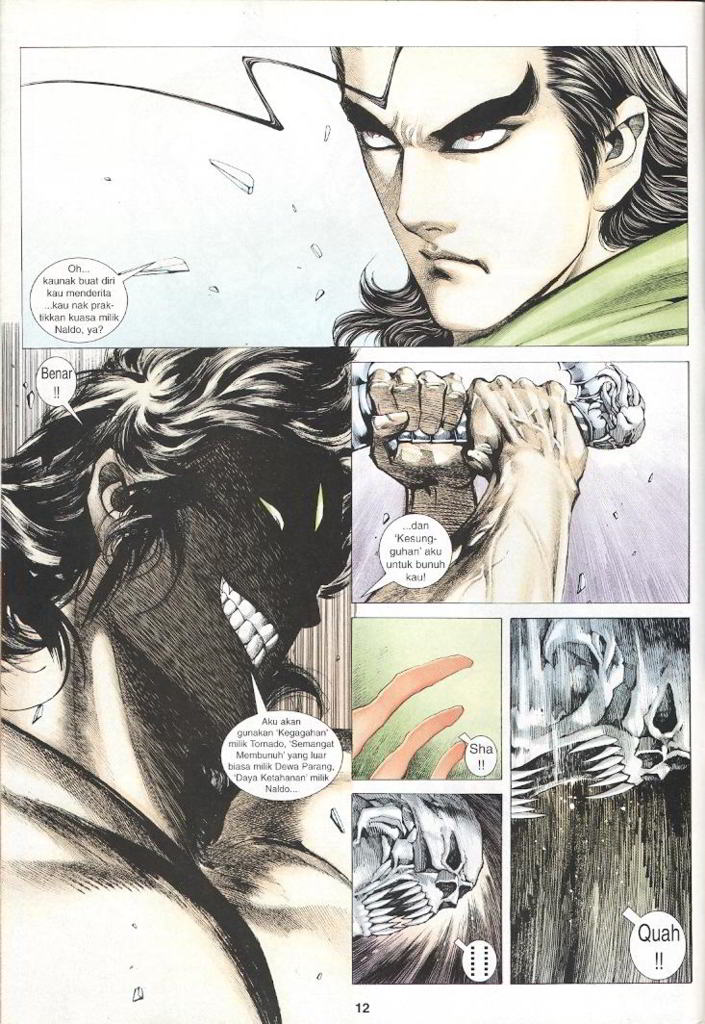 Oh...
kaunak buat diri
kau menderita
...kau nak prak-
tikkan kuasa milik
Naldo, ya?
Benar
!!
Aku akan
gunakan 'Kegagahan'
milik Tornado, 'Semangat
Membunuh' yang luar
biasa milik Dewa Parang,
'Daya Ketahanan' milik
Naldo...
...dan
'Kesung-
guhan' aku
untuk bunuh
kau!
Sha
!!
Quah
!!
12